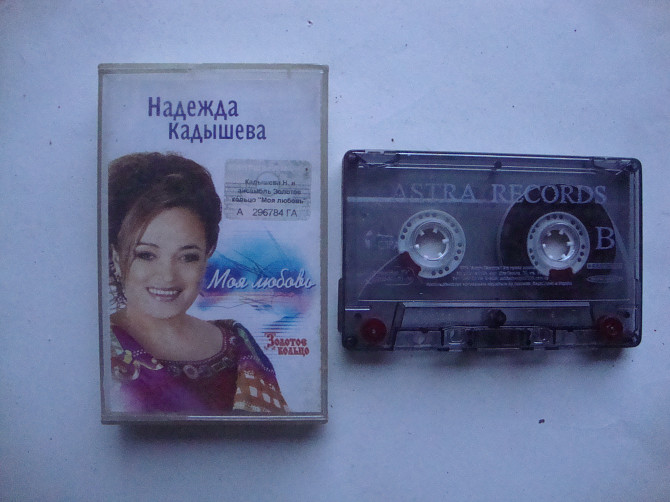 Надежда
Кадышева
Кадышева Н. и
ансамбль Золотое
кольцо "Моя любовь"
А 296784 ГА
Моя любовь
Золотое
кольцо
ASTRA RECORDS
B